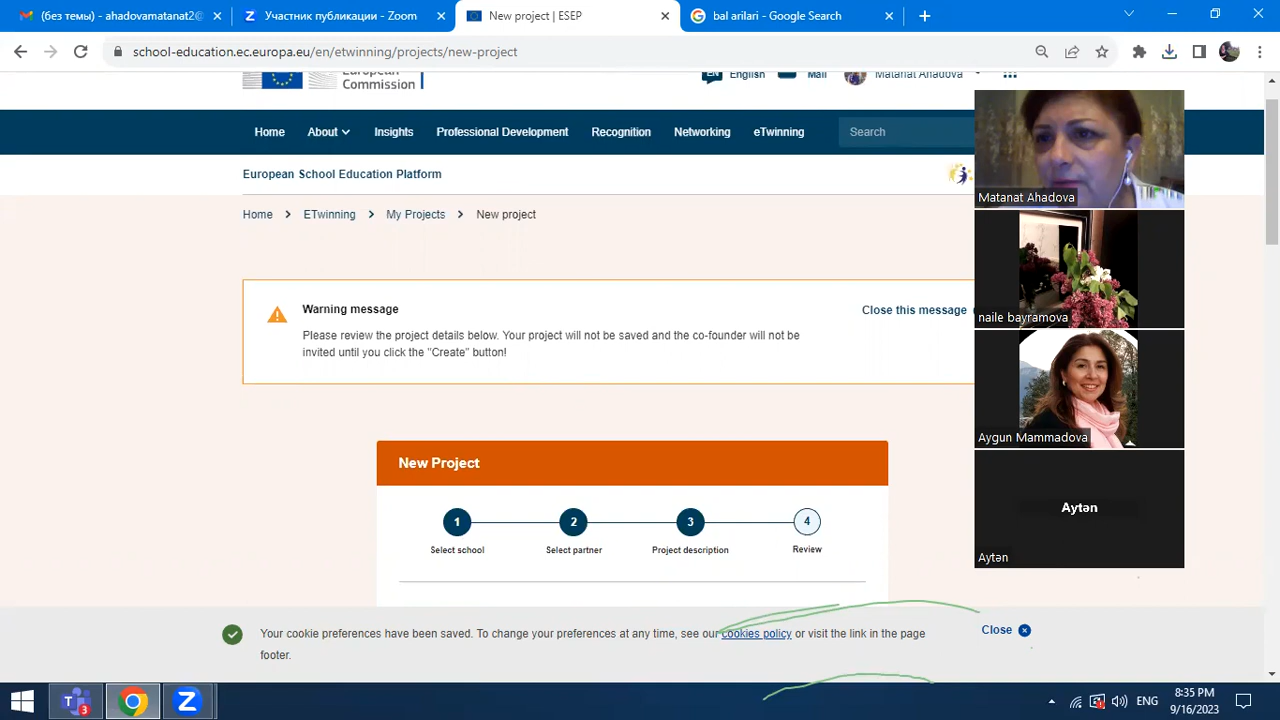 (без темы) - ahadovamatanat2@
Участник публикации - Zoom
New project | ESEP
bal arilari - Google Search
school-education.ec.europa.eu/en/etwinning/projects/new-project
European
Commission
EN English
Mail
Matanat Ahadova
Home
About
Insights
Professional Development
Recognition
Networking
eTwinning
Search
European School Education Platform
Home > ETwinning > My Projects > New project
Warning message
Close this message
Please review the project details below. Your project will not be saved and the co-founder will not be
invited until you click the "Create" button!
New Project
1
2
3
4
Select school
Select partner
Project description
Review
Your cookie preferences have been saved. To change your preferences at any time, see our cookies policy or visit the link in the page
footer.
Close
Matanat Ahadova
naile bayramova
Aygun Mammadova
Aytən
Aytən
3
ENG
8:35 PM
9/16/2023